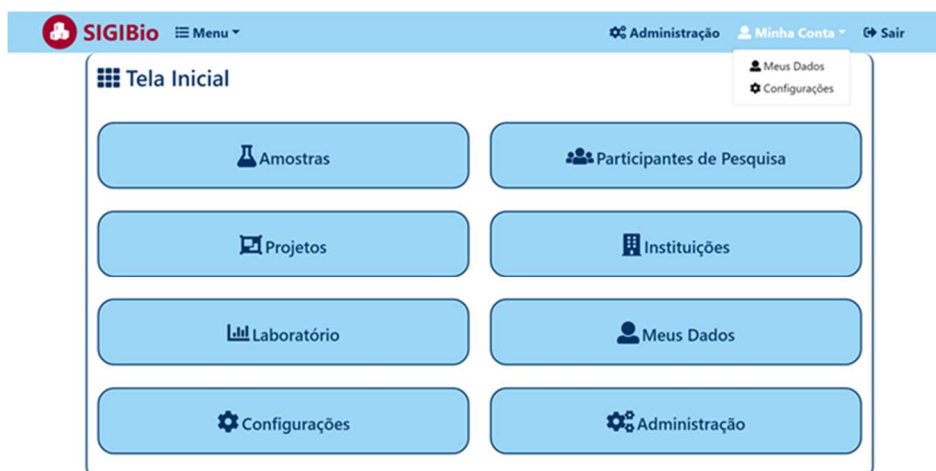 SIGIBio Menu Administração Minha Conta Sair
Meus Dados
Configurações
Tela Inicial
Amostras
Participantes de Pesquisa
Projetos
Instituições
Laboratório
Meus Dados
Configurações
Administração